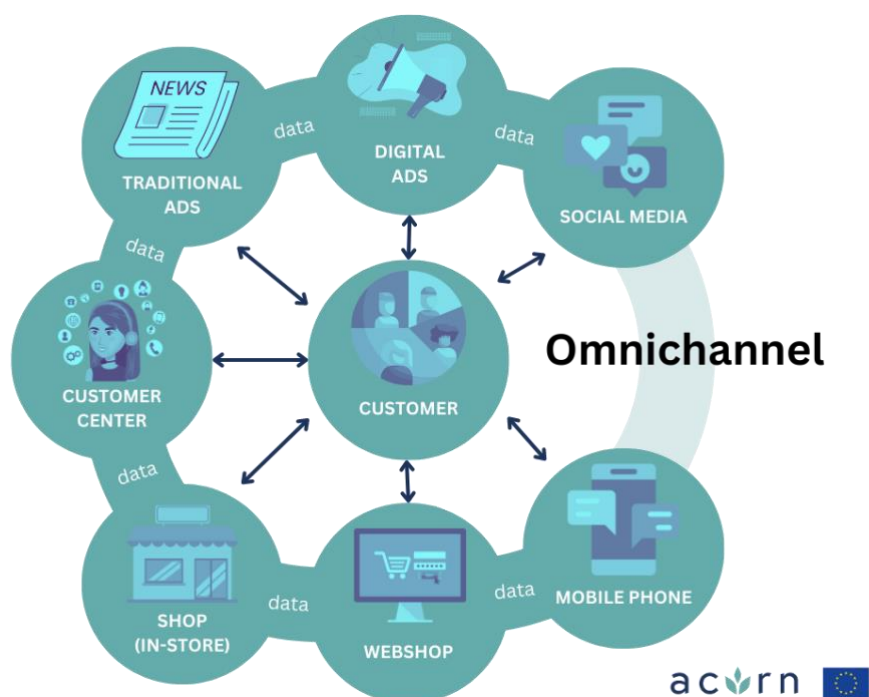 NEWS
TRADITIONAL
ADS
data
DIGITAL
ADS
data
SOCIAL MEDIA
data
CUSTOMER
CENTER
CUSTOMER
Omnichannel
data
SHOP
(IN-STORE)
data
WEBSHOP
data
MOBILE PHONE
acorn